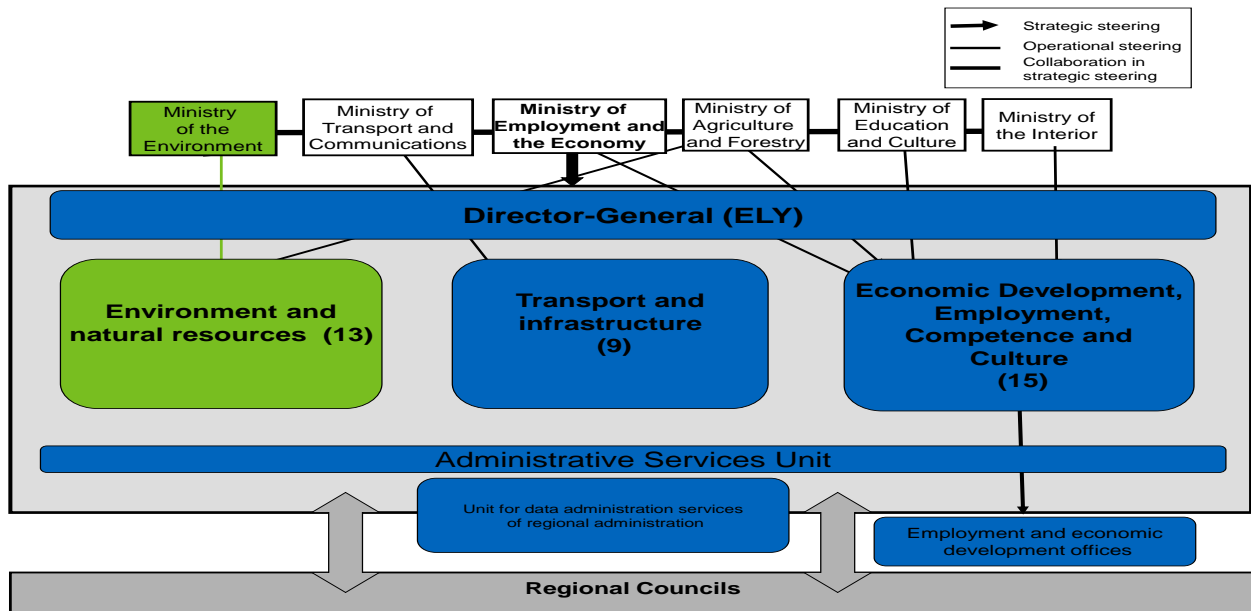 Strategic steering
Operational steering
Collaboration in
strategic steering
Ministry
of the
Environment
Ministry of
Transport and
Communications
Ministry of
Employment and
the Economy
Ministry of
Agriculture
and Forestry
Ministry of
Education
and Culture
Ministry of
the Interior
Director-General (ELY)
Environment and
natural resources (13)
Transport and
infrastructure
(9)
Economic Development,
Employment,
Competence and
Culture
(15)
Administrative Services Unit
Unit for data administration services
of regional administration
Employment and economic
development offices
Regional Councils